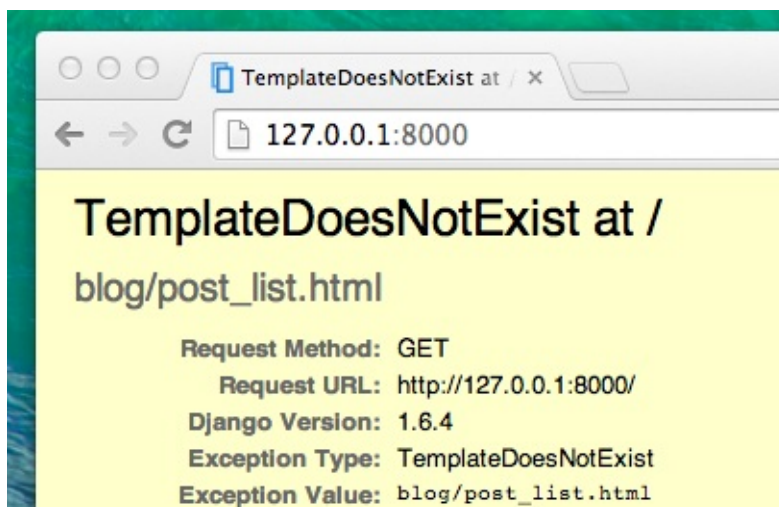 TemplateDoesNotExist at /
127.0.0.1:8000
TemplateDoesNotExist at /
blog/post_list.html
Request Method: GET
Request URL: http://127.0.0.1:8000/
Django Version: 1.6.4
Exception Type: TemplateDoesNotExist
Exception Value: blog/post_list.html